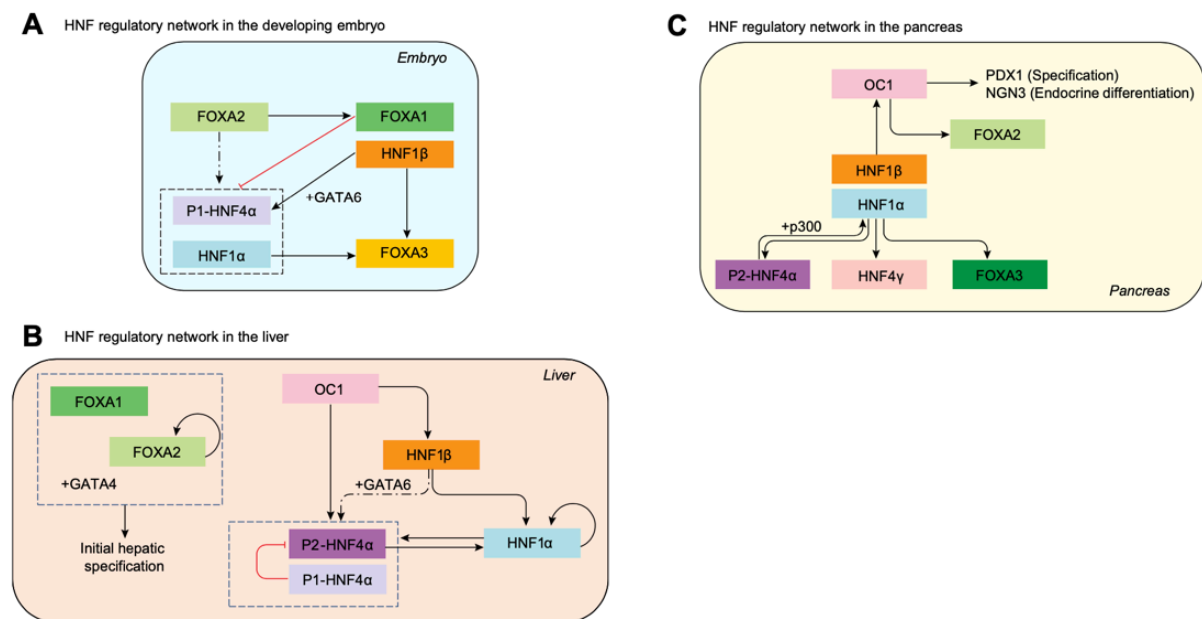 A HNF regulatory network in the developing embryo
Embryo
FOXA2
FOXA1
HNF1β
+GATA6
P1-HNF4α
HNF1α
FOXA3
B HNF regulatory network in the liver
Liver
FOXA1
FOXA2
+GATA4
Initial hepatic
specification
OC1
HNF1β
+GATA6
P2-HNF4α
HNF1α
P1-HNF4α
C HNF regulatory network in the pancreas
OC1
PDX1 (Specification)
NGN3 (Endocrine differentiation)
FOXA2
HNF1β
HNF1α
+p300
P2-HNF4α
HNF4γ
FOXA3
Pancreas